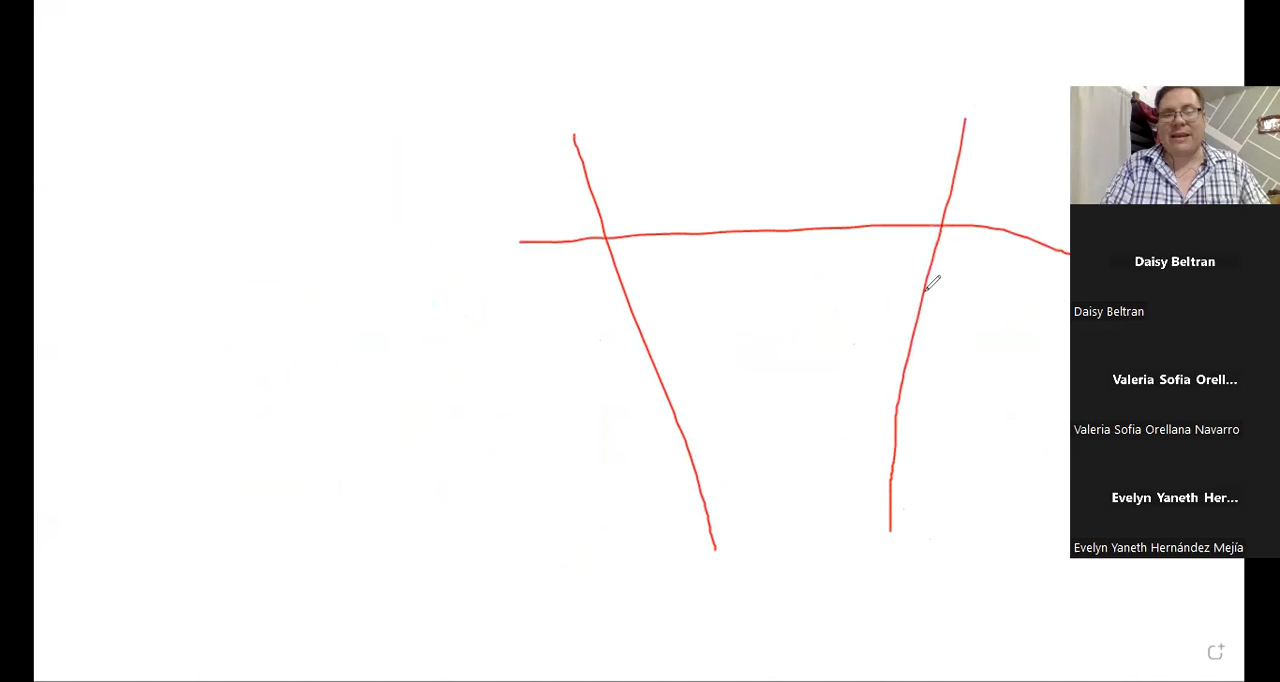 Daisy Beltran
Daisy Beltran
Valeria Sofia Orell...
Valeria Sofia Orellana Navarro
Evelyn Yaneth Her...
Evelyn Yaneth Hernández Mejía